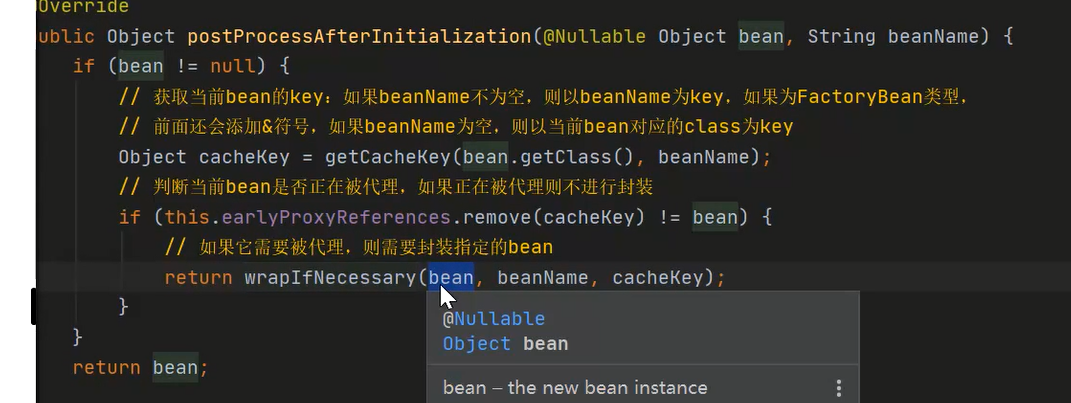 Override
ublic Object postProcessAfterInitialization(@Nullable Object bean, String beanName) {
if (bean != null) {
// 获取当前bean的key：如果beanName不为空，则以beanName为key，如果为FactoryBean类型，
// 前面还会添加&符号，如果beanName为空，则以当前bean对应的class为key
Object cacheKey = getCacheKey(bean.getClass(), beanName);
// 判断当前bean是否正在被代理，如果正在被代理则不进行封装
if (this.earlyProxyReferences.remove(cacheKey) != bean) {
// 如果它需要被代理，则需要封装指定的bean
return wrapIfNecessary(bean, beanName, cacheKey);
}
}
return bean;
@Nullable
Object bean
bean – the new bean instance